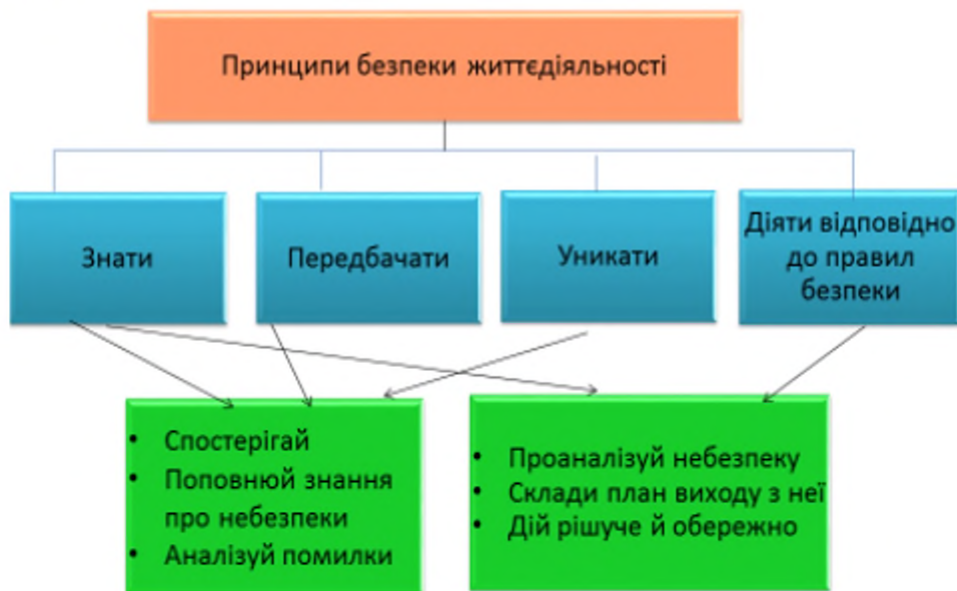 Принципи безпеки життєдіяльності
Знати
Передбачати
Уникати
Діяти відповідно
до правил
безпеки
• Спостерігай
• Поповнюй знання
про небезпеки
• Аналізуй помилки
• Проаналізуй небезпеку
• Склади план виходу з неї
• Дій рішуче й обережно